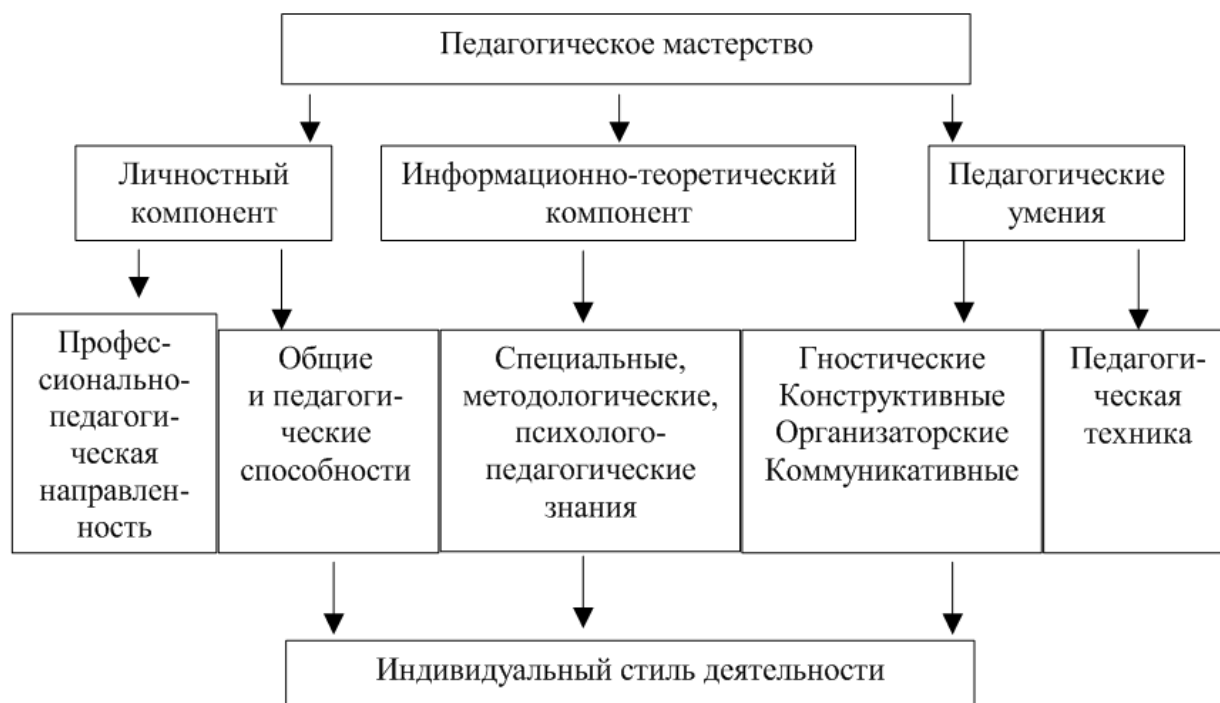 Педагогическое мастерство
Личностный
компонент
Информационно-теоретический
компонент
Педагогические
умения
Профес-
сионально-
педагоги-
ческая
направлен-
ность
Общие
и педагоги-
ческие
способности
Специальные,
методологические,
психолого-
педагогические
знания
Гностические
Конструктивные
Организаторские
Коммуникативные
Педагоги-
ческая
техника
Индивидуальный стиль деятельности